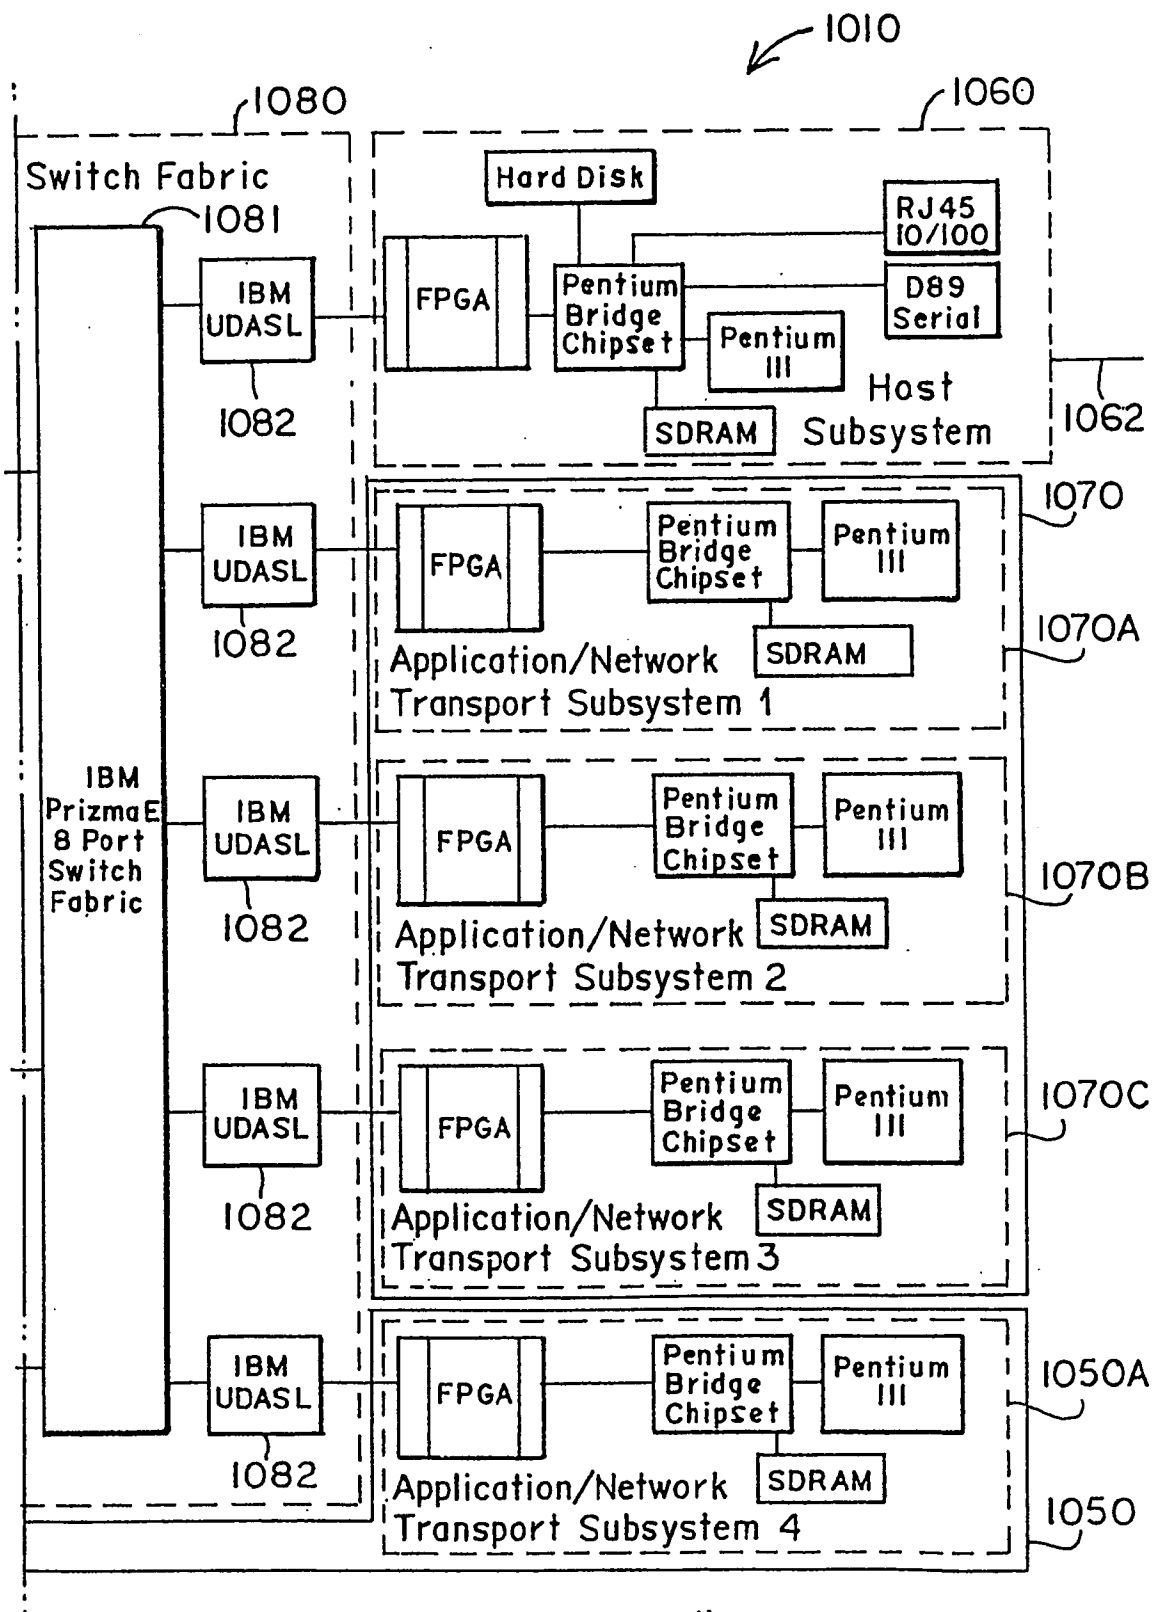 1010
1080
1060
Switch Fabric
1081
Hard Disk
RJ45
10/100
IBM
UDASL
FPGA
Pentium
Bridge
Chipset
D89
Serial
Pentium
III
1082
Host
Subsystem
SDRAM
1062
1070
IBM
UDASL
FPGA
Pentium
Bridge
Chipset
Pentium
III
1082
1070A
Application/Network
Transport Subsystem 1
SDRAM
IBM
PrizmaE
8 Port
Switch
Fabric
IBM
UDASL
FPGA
Pentium
Bridge
Chipset
Pentium
III
1070B
1082
Application/Network
Transport Subsystem 2
SDRAM
IBM
UDASL
FPGA
Pentium
Bridge
Chipset
Pentium
III
1070C
1082
Application/Network
Transport Subsystem 3
SDRAM
IBM
UDASL
FPGA
Pentium
Bridge
Chipset
Pentium
III
1050A
1082
Application/Network
Transport Subsystem 4
SDRAM
1050